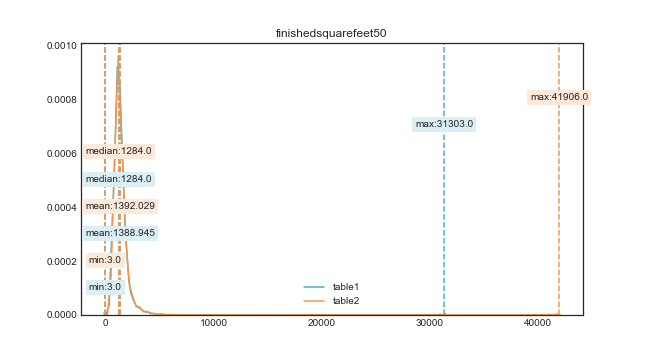 finishedsquarefeet50
0.0010
0.0008
0.0006
0.0004
0.0002
0.0000
max:41906.0
max:31303.0
median:1284.0
median:1284.0
mean:1392.029
mean:1388.945
min:3.0
min:3.0
table1
table2
0
10000
20000
30000
40000